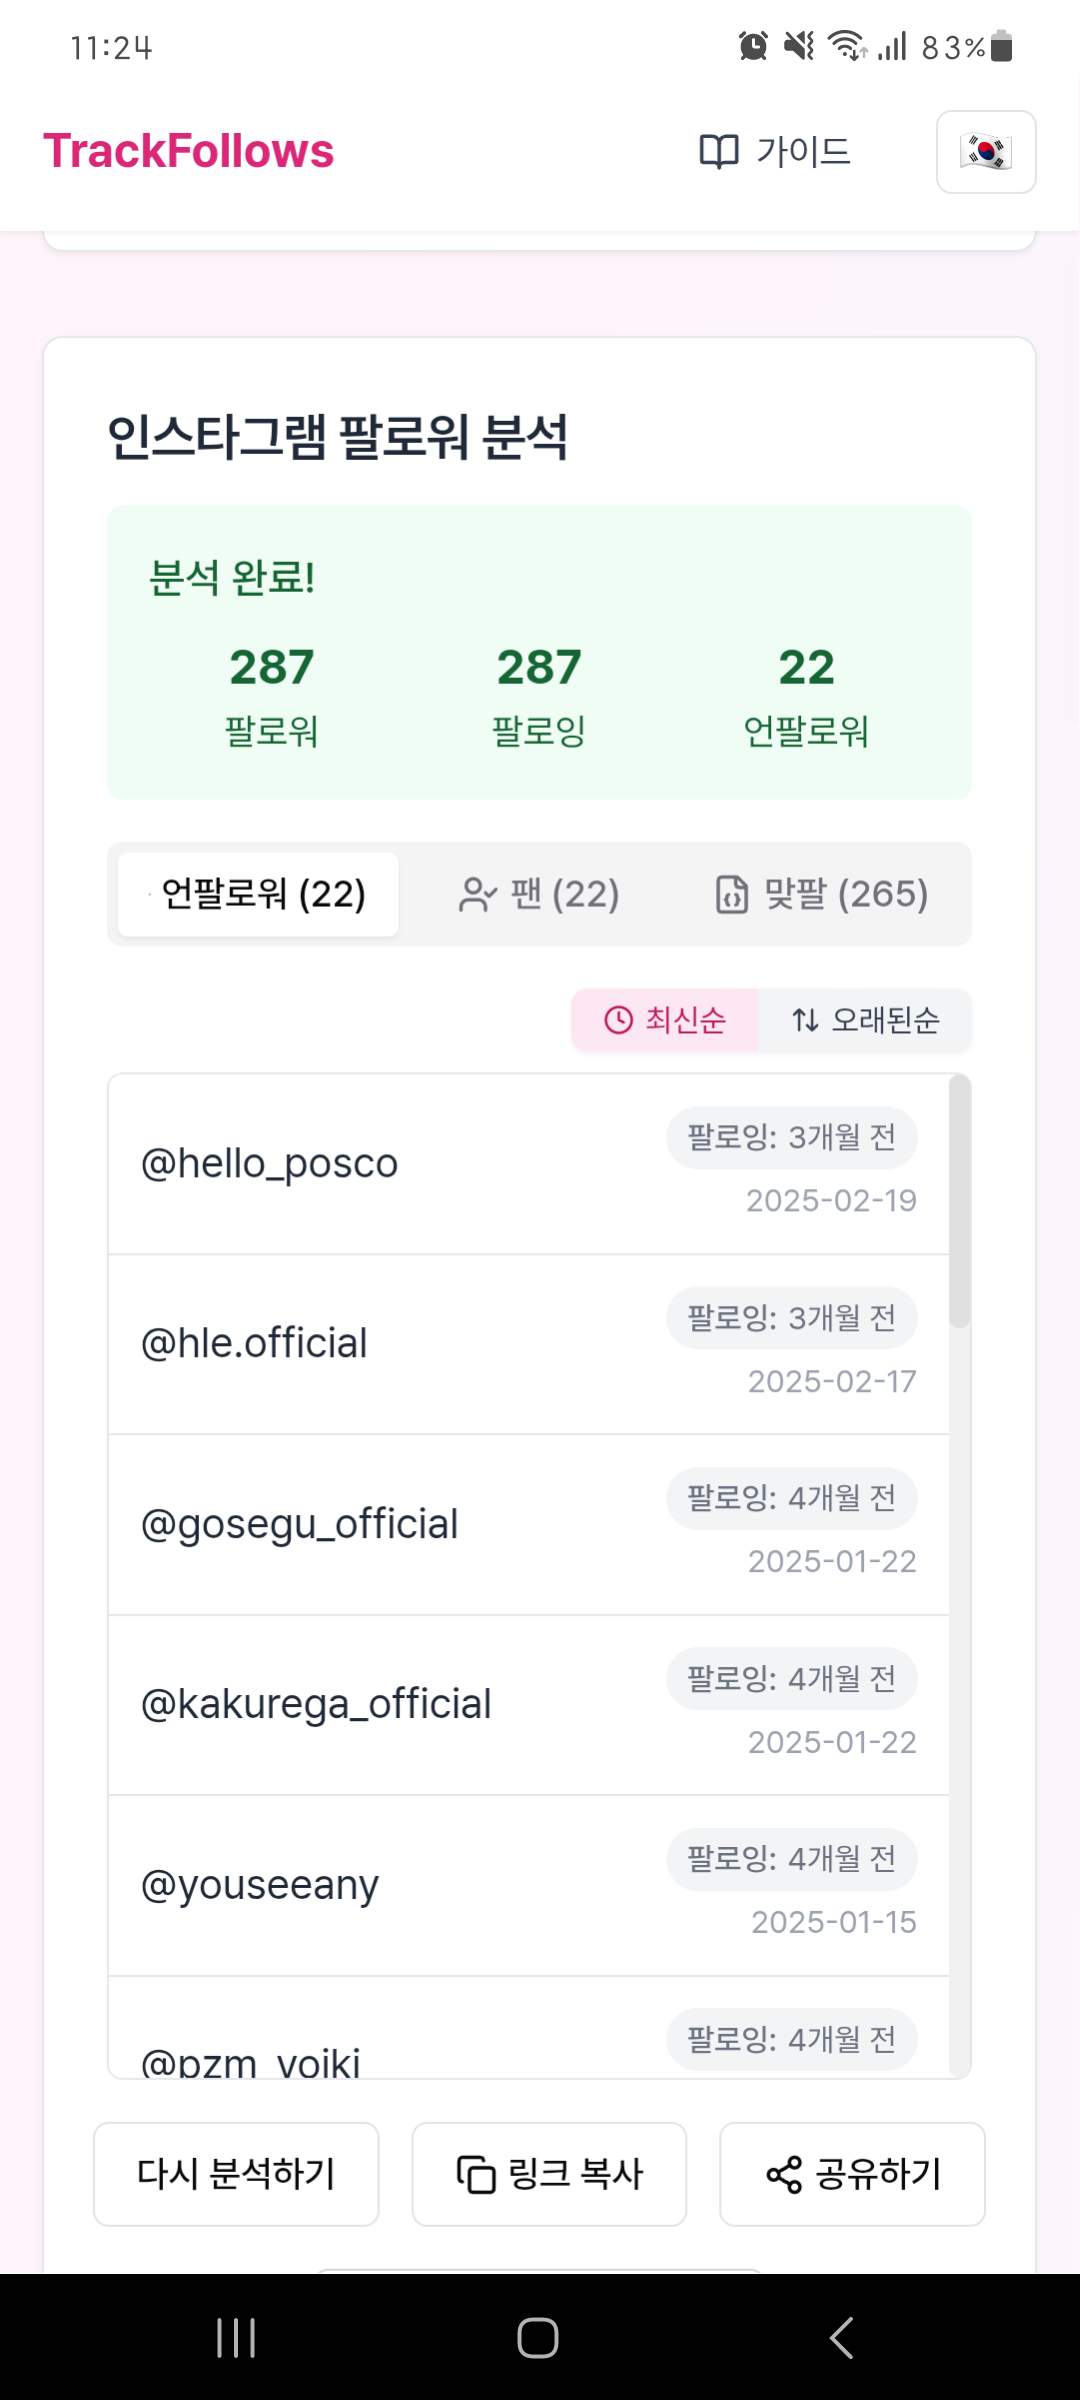 11:24
83%
TrackFollows
가이드
인스타그램 팔로워 분석
분석 완료!
287
287
22
팔로워
팔로잉
언팔로워
언팔로워 (22)
팬 (22)
맞팔 (265)
최신순
오래된순
@hello_posco
팔로잉: 3개월 전
2025-02-19
@hle.official
팔로잉: 3개월 전
2025-02-17
@gosegu_official
팔로잉: 4개월 전
2025-01-22
@kakurega_official
팔로잉: 4개월 전
2025-01-22
@youseeany
팔로잉: 4개월 전
2025-01-15
@pzm_yoiki
팔로잉: 4개월 전
다시 분석하기
링크 복사
공유하기